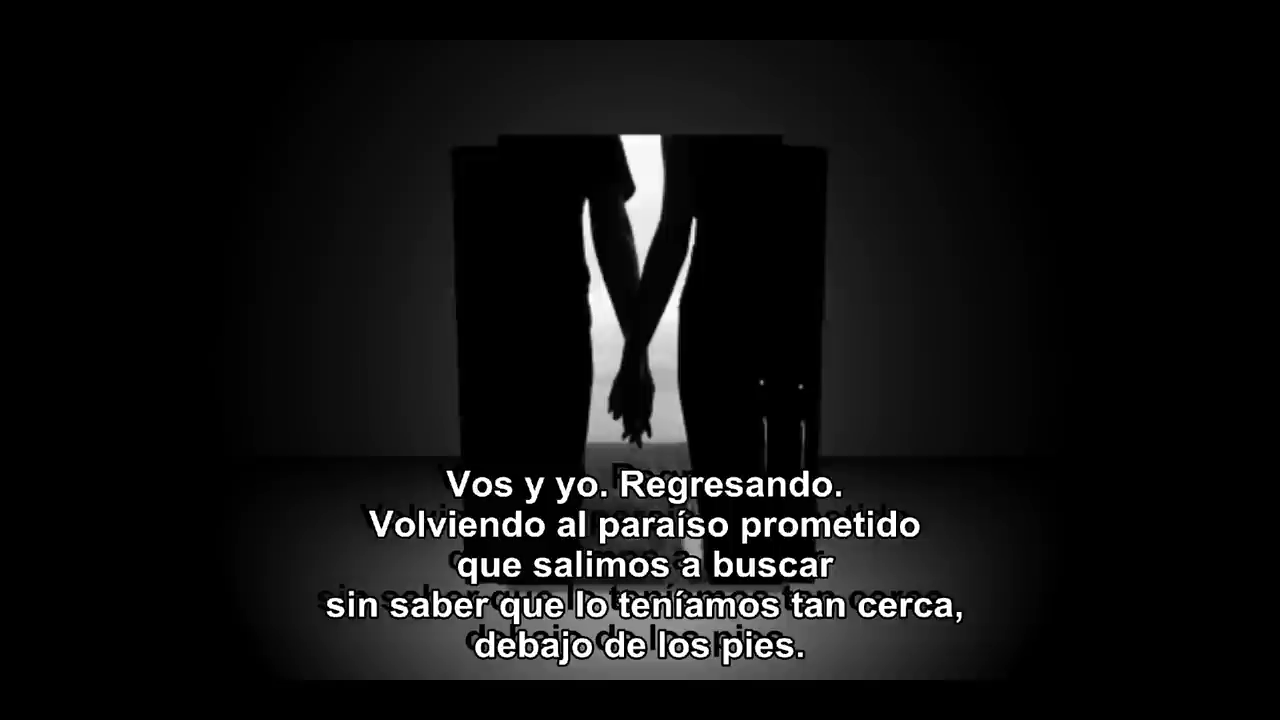 Vos y yo. Regresando.
Volviendo al paraíso prometido
que salimos a buscar
sin saber que lo teníamos tan cerca,
debajo de los pies.